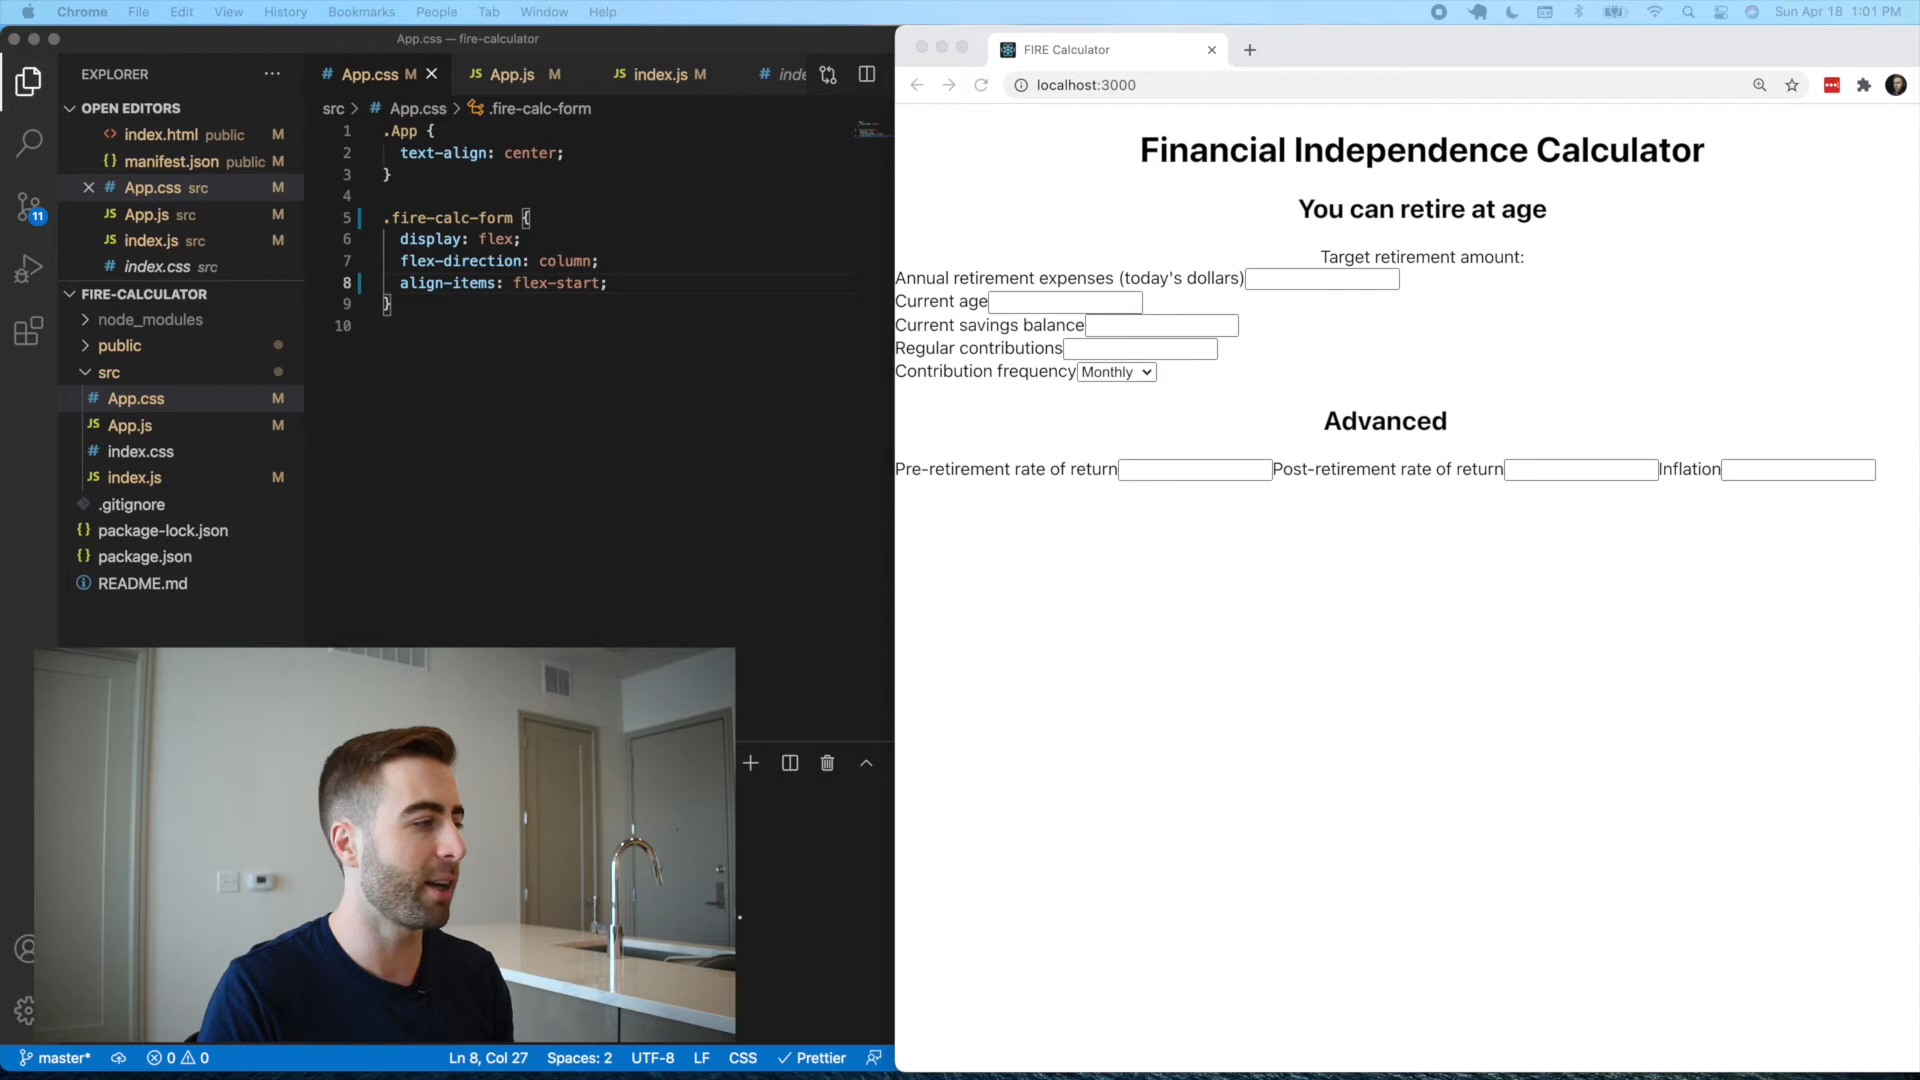 Chrome File Edit View History Bookmarks People Tab Window Help
Sun Apr 18 1:01 PM
App.css — fire-calculator
EXPLORER
OPEN EDITORS
index.html public M
manifest.json public M
App.css src M
JS App.js src M
JS index.js src M
# index.css src
FIRE-CALCULATOR
node_modules
public
src
# App.css M
JS App.js M
# index.css
JS index.js M
.gitignore
{} package-lock.json
{} package.json
README.md
11
# App.css M
JS App.js M
JS index.js M
# inde
src > # App.css > .fire-calc-form
1 .App {
2 text-align: center;
3 }
4
5 .fire-calc-form {
6 display: flex;
7 flex-direction: column;
8 align-items: flex-start;
9 }
10
master* 0 0
Ln 8, Col 27 Spaces: 2 UTF-8 LF CSS Prettier
FIRE Calculator
localhost:3000
Financial Independence Calculator
You can retire at age
Target retirement amount:
Annual retirement expenses (today's dollars)
Current age
Current savings balance
Regular contributions
Contribution frequency Monthly
Advanced
Pre-retirement rate of return Post-retirement rate of return Inflation